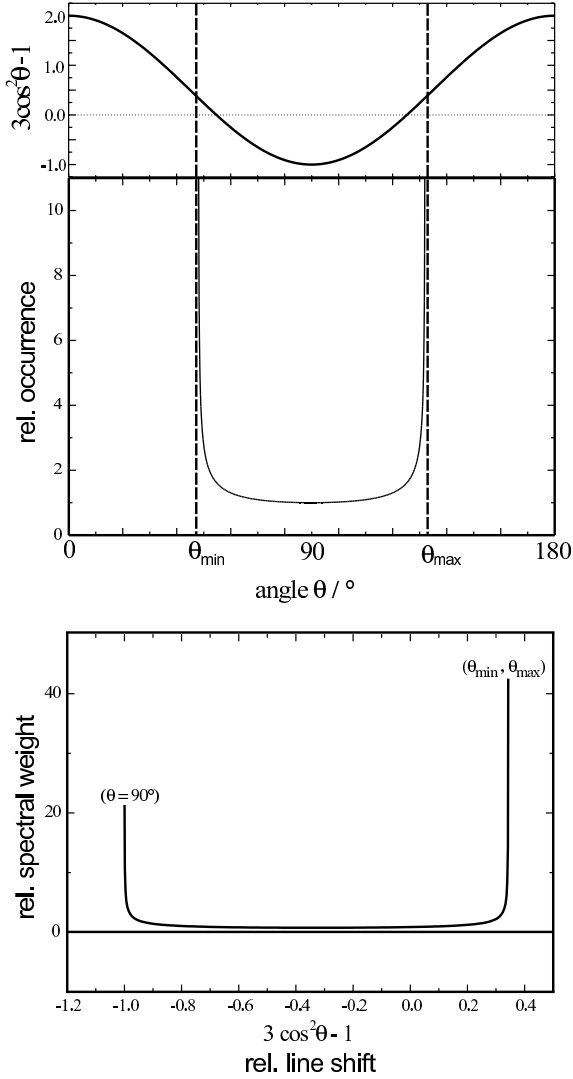 2.0
0.0
-1.0
3cos²θ-1
10
8
6
4
2
0
rel. occurrence
0 θmin 90 θmax 180
angle θ / °
(θmin , θmax)
40
(θ = 90°)
20
0
rel. spectral weight
-1.2 -1.0 -0.8 -0.6 -0.4 -0.2 0.0 0.2 0.4
3 cos²θ - 1
rel. line shift